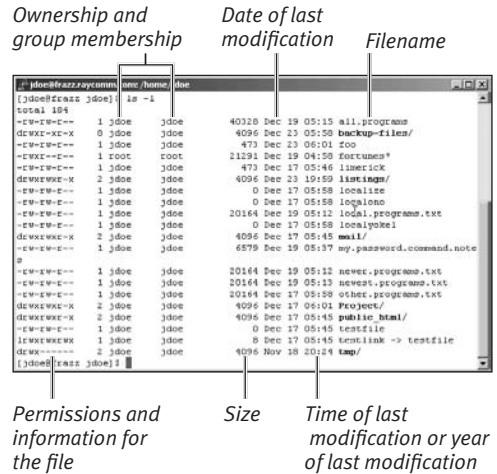 Ownership and
group membership
Date of last
modification
Filename
jdoe@frazz.raycomm.com: /home/jdoe
[jdoe@frazz jdoe]$ ls -l
total 184
-rw-rw-r-- 1 jdoe jdoe 40328 Dec 19 05:15 all.programs
drwxr-xr-x 8 jdoe jdoe 4096 Dec 23 05:58 backup-files/
-rw-rw-r-- 1 jdoe jdoe 473 Dec 23 06:01 foo
-rwxr--r-- 1 root root 21291 Dec 19 04:58 fortunes*
-rw-rw-r-- 1 jdoe jdoe 473 Dec 17 05:46 limerick
drwxrwxr-x 2 jdoe jdoe 4096 Dec 23 19:59 listings/
-rw-rw-r-- 1 jdoe jdoe 0 Dec 17 05:58 localize
-rw-rw-r-- 1 jdoe jdoe 0 Dec 17 05:58 localono
-rw-rw-r-- 1 jdoe jdoe 20164 Dec 19 05:12 local.programs.txt
-rw-rw-r-- 1 jdoe jdoe 0 Dec 17 05:58 localyokel
drwxrwxr-x 2 jdoe jdoe 4096 Dec 17 05:45 mail/
-rw-rw-r-- 1 jdoe jdoe 6579 Dec 19 05:37 my.password.command.note
s
-rw-rw-r-- 1 jdoe jdoe 20164 Dec 19 05:12 newer.programs.txt
-rw-rw-r-- 1 jdoe jdoe 20164 Dec 19 05:13 newest.programs.txt
-rw-rw-r-- 1 jdoe jdoe 20164 Dec 17 05:58 other.programs.txt
drwxrwxr-x 2 jdoe jdoe 4096 Dec 17 06:01 Project/
drwxrwxr-x 2 jdoe jdoe 4096 Dec 17 05:45 public_html/
-rw-rw-r-- 1 jdoe jdoe 0 Dec 17 05:45 testfile
lrwxrwxrwx 1 jdoe jdoe 8 Dec 17 05:45 testlink -> testfile
drwx------ 2 jdoe jdoe 4096 Nov 18 20:24 tmp/
[jdoe@frazz jdoe]$
Permissions and
information for
the file
Size
Time of last
modification or year
of last modification